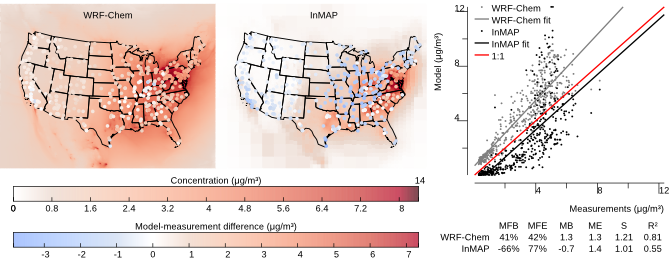 WRF-Chem
InMAP
Concentration (μg/m³)
14
0 0.8 1.6 2.4 3.2 4 4.8 5.6 6.4 7.2 8
Model-measurement difference (μg/m³)
-3 -2 -1 0 1 2 3 4 5 6 7
12
8
4
Model (μg/m³)
WRF-Chem
WRF-Chem fit
InMAP
InMAP fit
1:1
4 8 12
Measurements (μg/m³)
MFB MFE MB ME S R²
WRF-Chem 41% 42% 1.3 1.3 1.21 0.81
InMAP -66% 77% -0.7 1.4 1.01 0.55